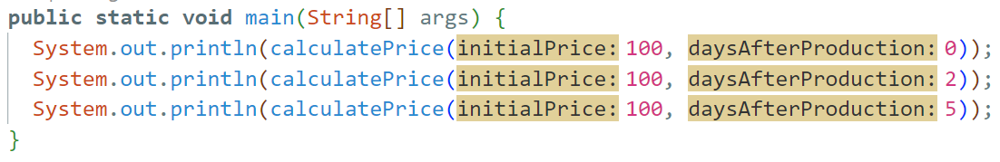 public static void main(String[] args) {
System.out.println(calculatePrice(initialPrice: 100, daysAfterProduction: 0));
System.out.println(calculatePrice(initialPrice: 100, daysAfterProduction: 2));
System.out.println(calculatePrice(initialPrice: 100, daysAfterProduction: 5));
}